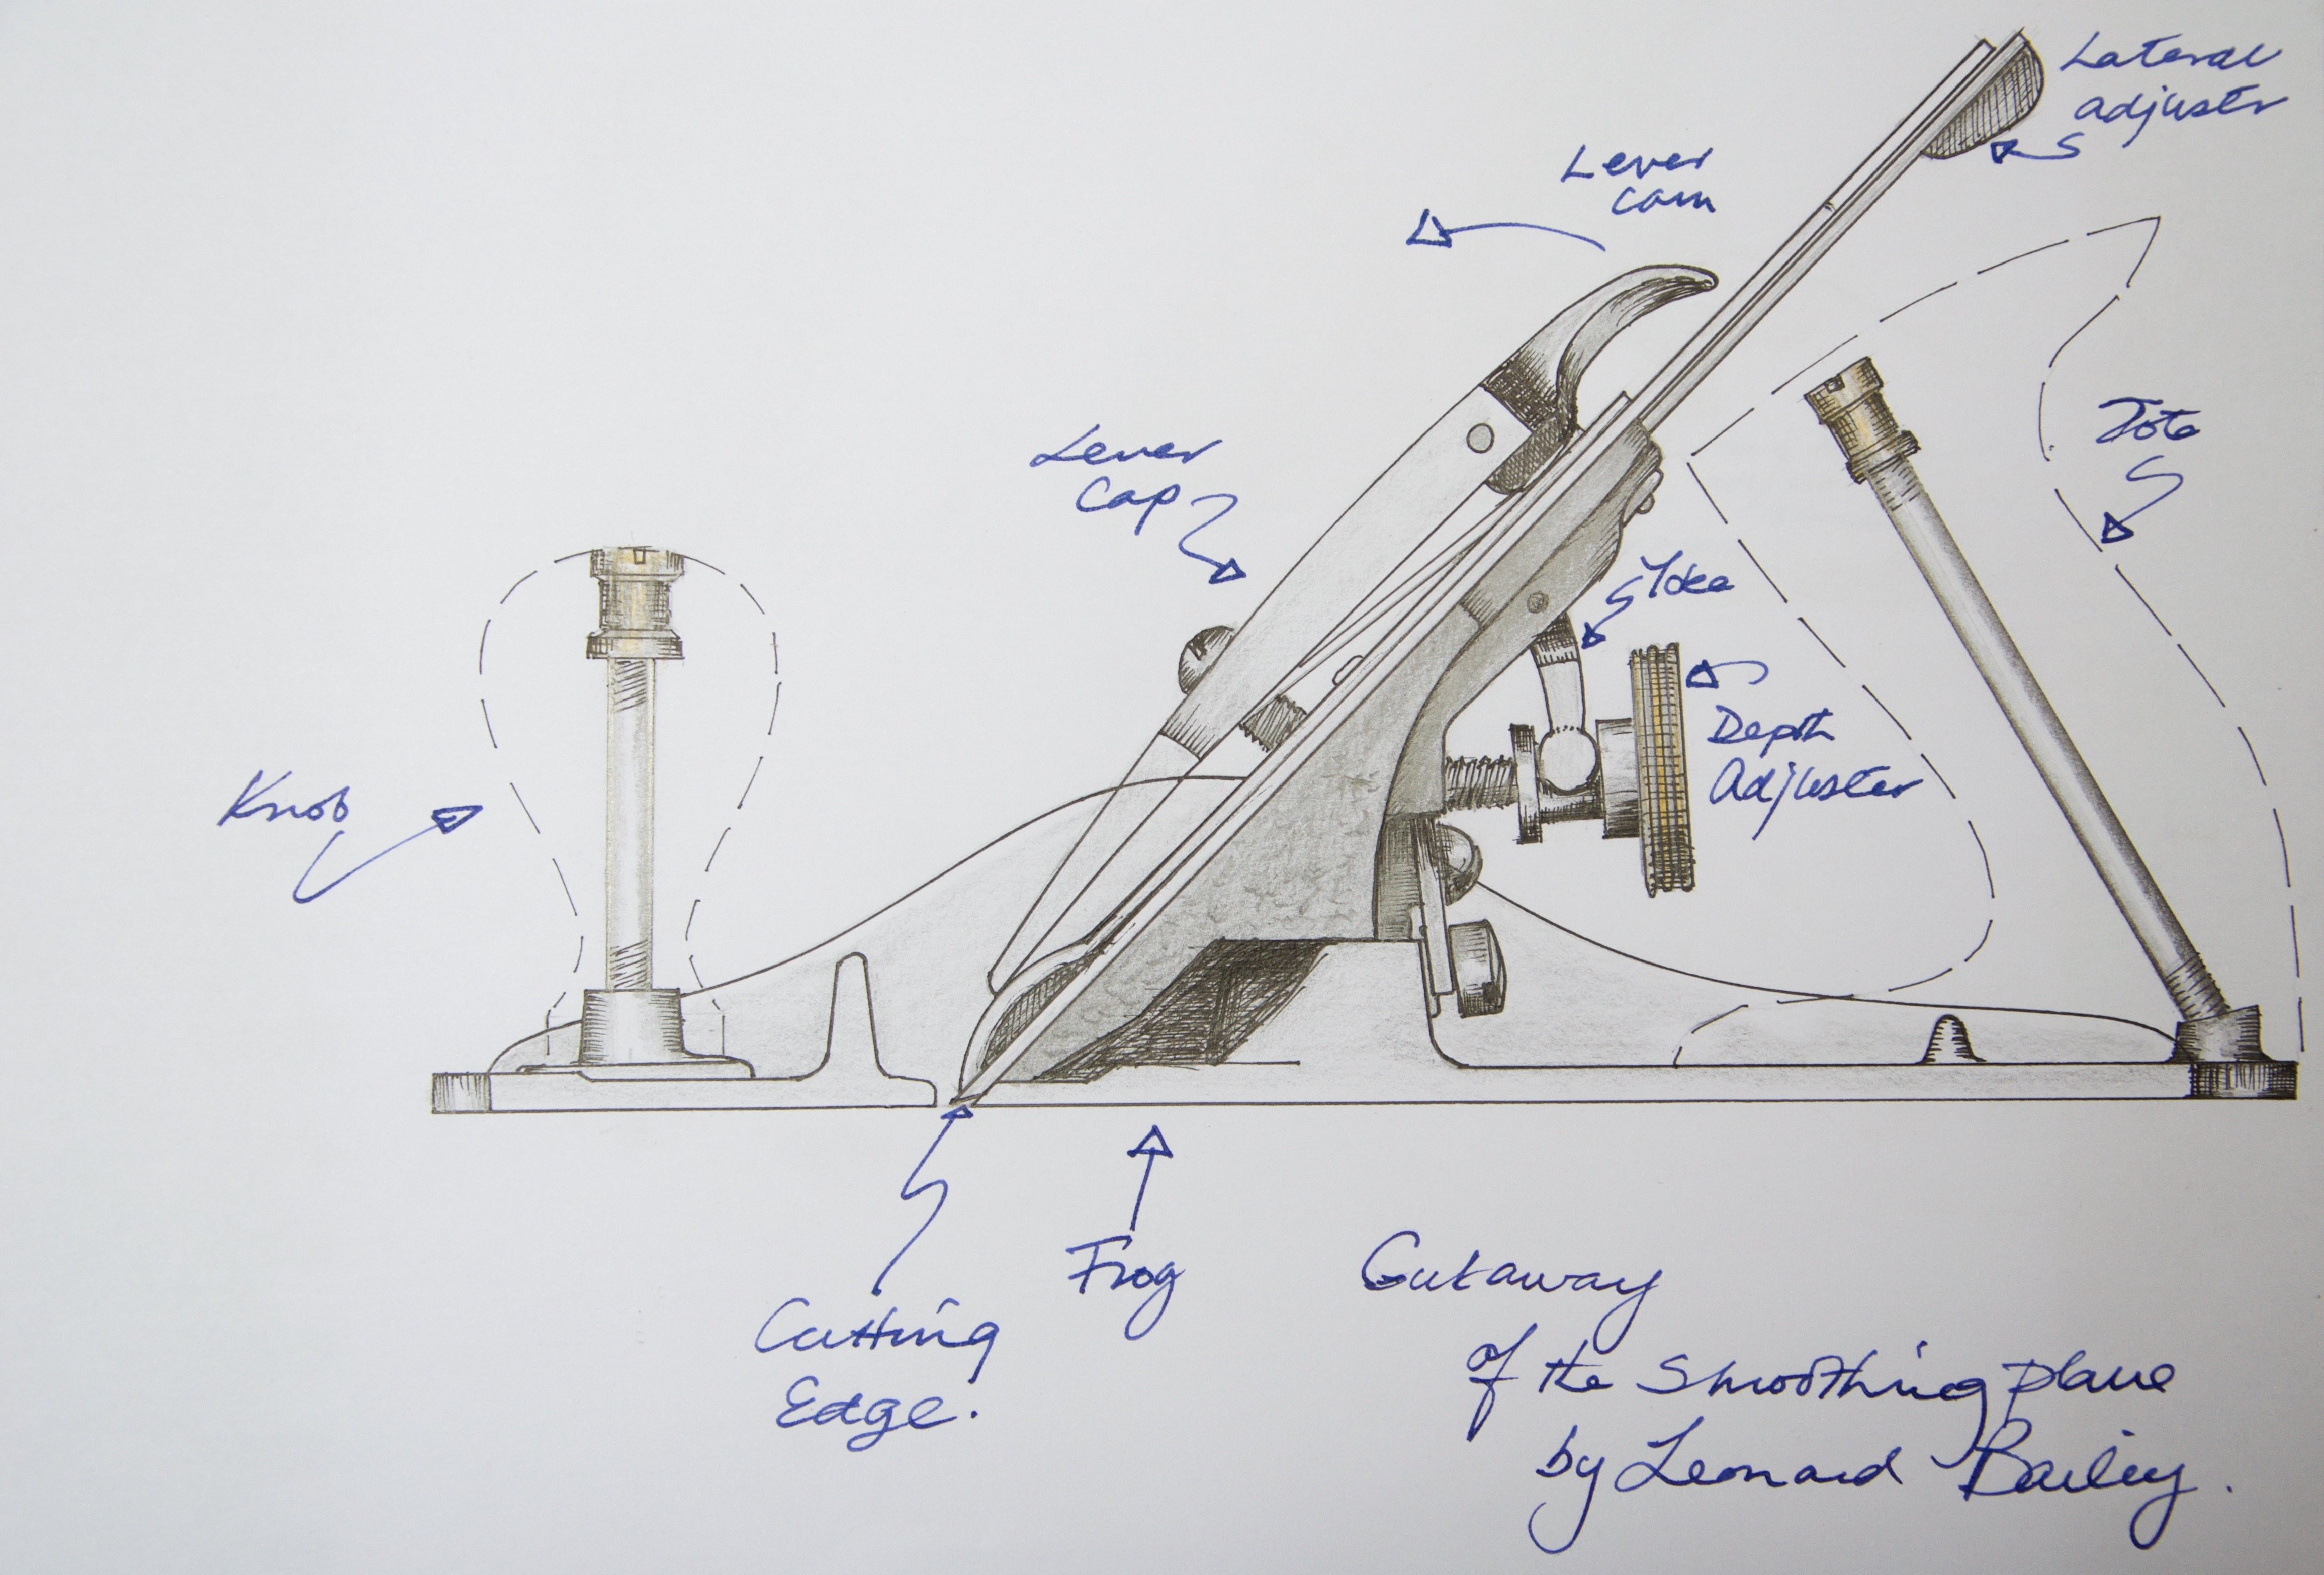 Lateral
adjuster
Lever
cam
Lever
Cap
Tote
Yoke
Depth
Adjuster
Knob
Cutting
Edge.
Frog
Cutaway
of the Smoothing plane
by Leonard Bailey.